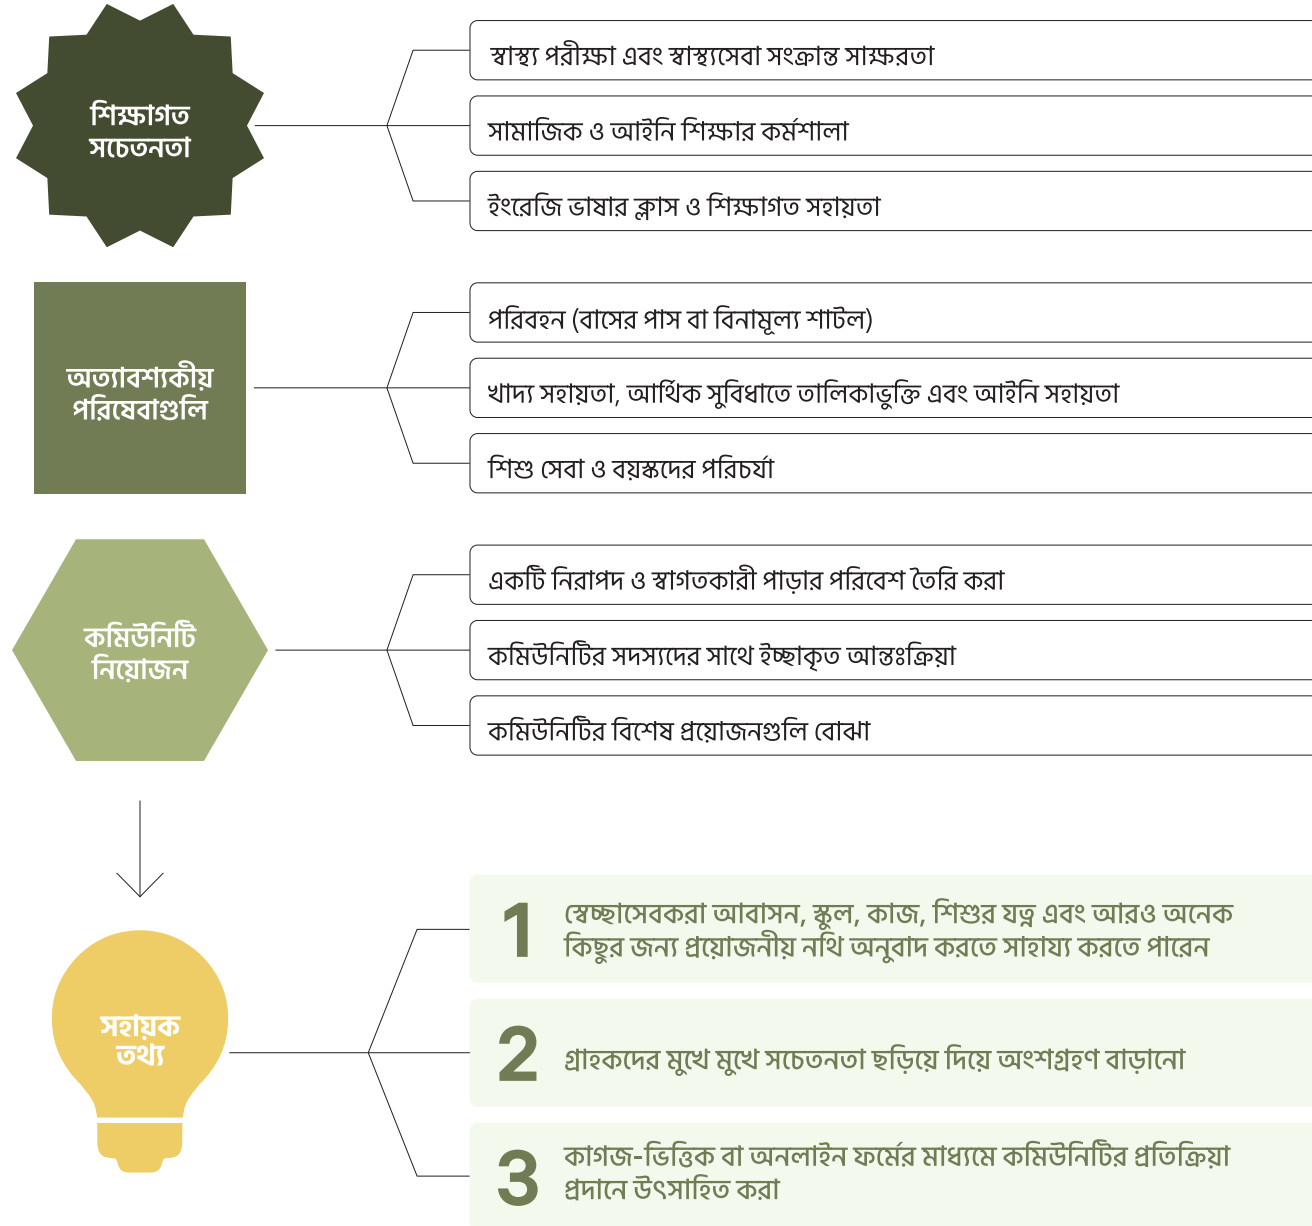 শিক্ষাগত
সচেতনতা
স্বাস্থ্য পরীক্ষা এবং স্বাস্থ্যসেবা সংক্রান্ত সাক্ষরতা
সামাজিক ও আইনি শিক্ষার কর্মশালা
ইংরেজি ভাষার ক্লাস ও শিক্ষাগত সহায়তা
অত্যাবশ্যকীয়
পরিষেবাগুলি
পরিবহন (বাসের পাস বা বিনামূল্য শাটল)
খাদ্য সহায়তা, আর্থিক সুবিধাতে তালিকাভুক্তি এবং আইনি সহায়তা
শিশু সেবা ও বয়স্কদের পরিচর্যা
কমিউনিটি
নিয়োজন
একটি নিরাপদ ও স্বাগতকারী পাড়ার পরিবেশ তৈরি করা
কমিউনিটির সদস্যদের সাথে ইচ্ছাকৃত আন্তঃক্রিয়া
কমিউনিটির বিশেষ প্রয়োজনগুলি বোঝা
সহায়ক
তথ্য
1
স্বেচ্ছাসেবকরা আবাসন, স্কুল, কাজ, শিশুর যত্ন এবং আরও অনেক
কিছুর জন্য প্রয়োজনীয় নথি অনুবাদ করতে সাহায্য করতে পারেন
2
গ্রাহকদের মুখে মুখে সচেতনতা ছড়িয়ে দিয়ে অংশগ্রহণ বাড়ানো
3
কাগজ-ভিত্তিক বা অনলাইন ফর্মের মাধ্যমে কমিউনিটির প্রতিক্রিয়া
প্রদানে উৎসাহিত করা